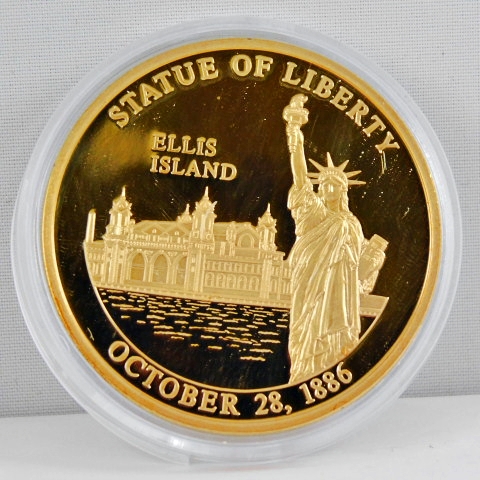 STATUE OF LIBERTY
ELLIS
ISLAND
OCTOBER 28, 1886